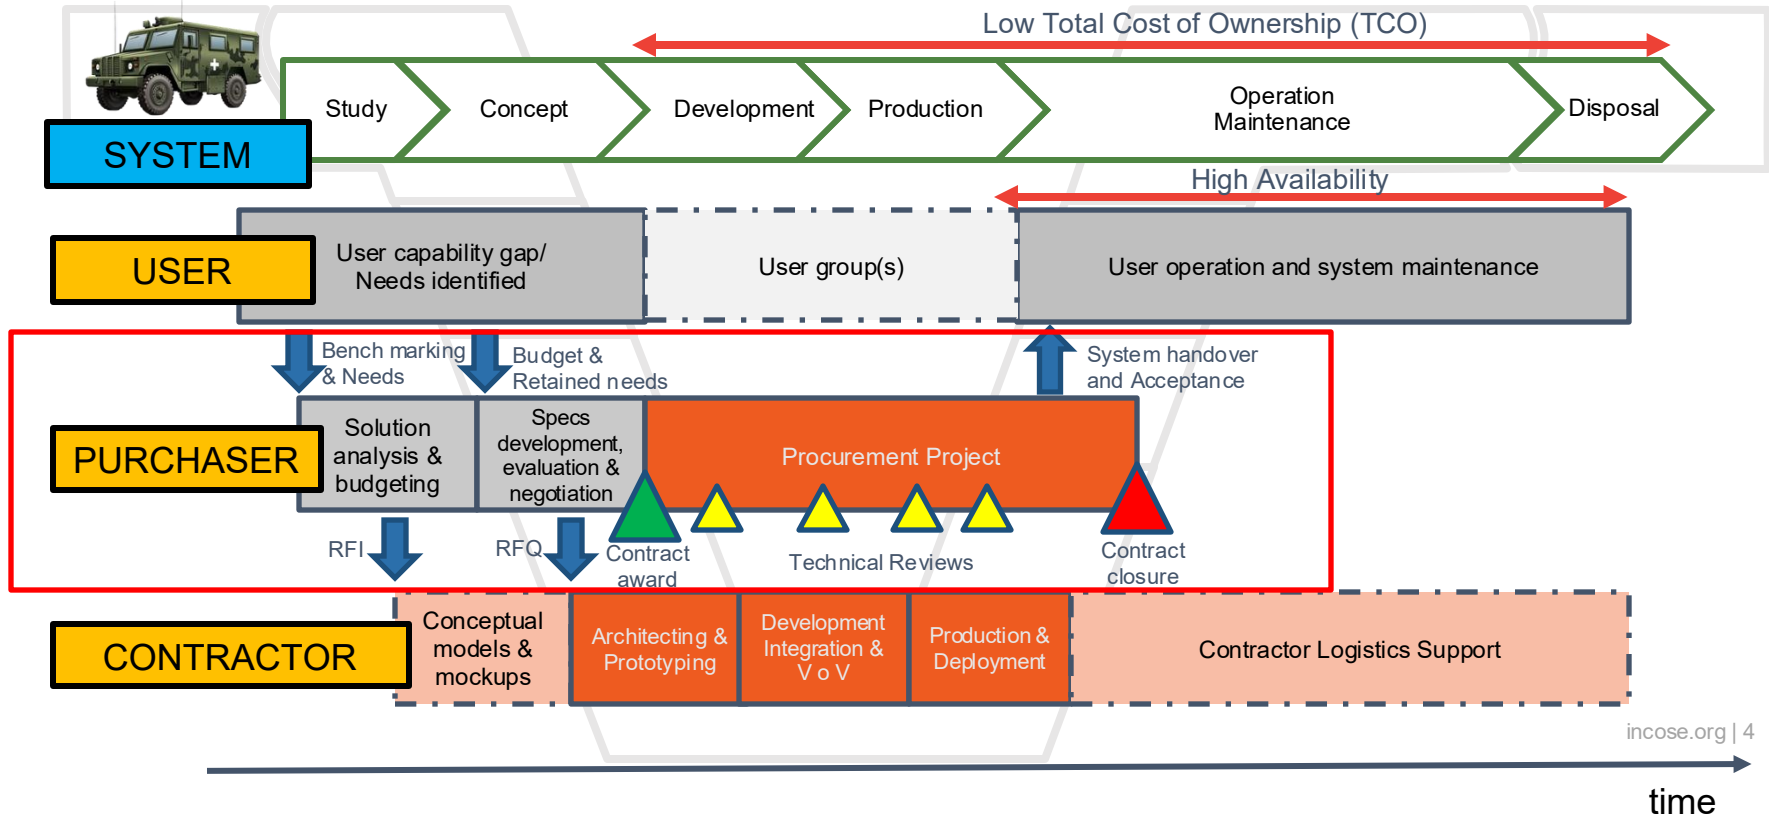 Low Total Cost of Ownership (TCO)
Study
Concept
Development
Production
Operation
Maintenance
Disposal
SYSTEM
High Availability
USER
User capability gap/
Needs identified
User group(s)
User operation and system maintenance
Bench marking
& Needs
Budget &
Retained needs
System handover
and Acceptance
PURCHASER
Solution
analysis &
budgeting
Specs
development,
evaluation &
negotiation
Procurement Project
RFI
RFQ
Contract
award
Technical Reviews
Contract
closure
CONTRACTOR
Conceptual
models &
mockups
Architecting &
Prototyping
Development
Integration &
V o V
Production &
Deployment
Contractor Logistics Support
incose.org | 4
time